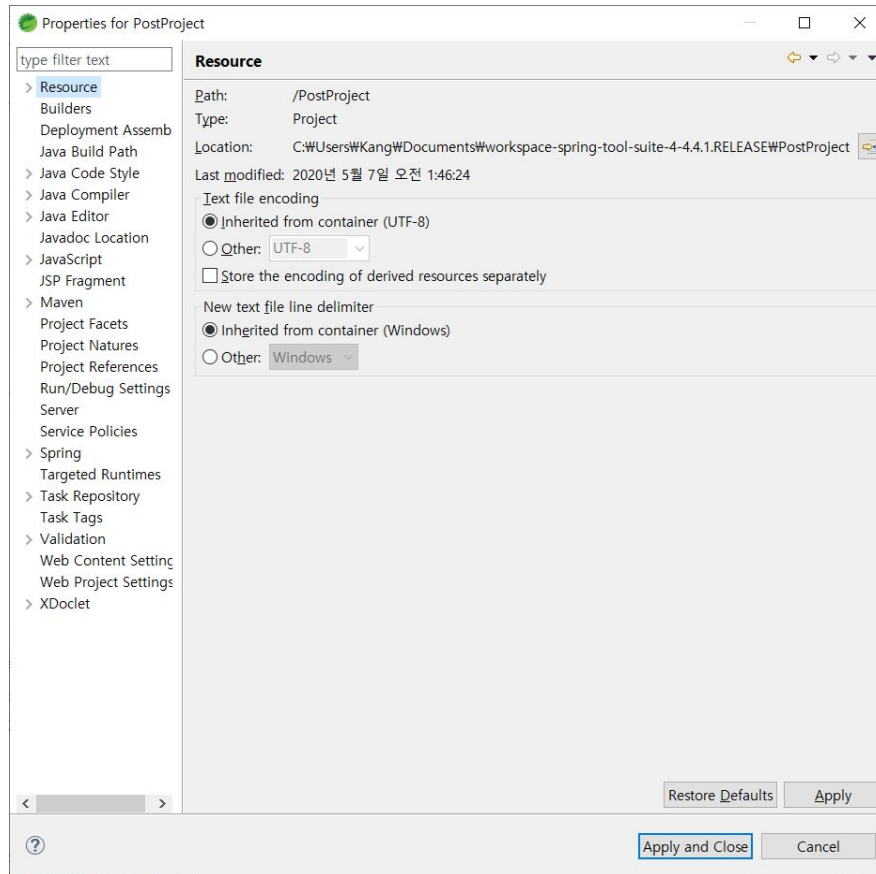 Properties for PostProject
type filter text
Resource
Builders
Deployment Assemb
Java Build Path
Java Code Style
Java Compiler
Java Editor
Javadoc Location
JavaScript
JSP Fragment
Maven
Project Facets
Project Natures
Project References
Run/Debug Settings
Server
Service Policies
Spring
Targeted Runtimes
Task Repository
Task Tags
Validation
Web Content Setting
Web Project Settings
XDoclet
Resource
Path: /PostProject
Type: Project
Location: C:₩Users₩Kang₩Documents₩workspace-spring-tool-suite-4-4.4.1.RELEASE₩PostProject
Last modified: 2020년 5월 7일 오전 1:46:24
Text file encoding
Inherited from container (UTF-8)
Other: UTF-8
Store the encoding of derived resources separately
New text file line delimiter
Inherited from container (Windows)
Other: Windows
Restore Defaults Apply
? Apply and Close Cancel